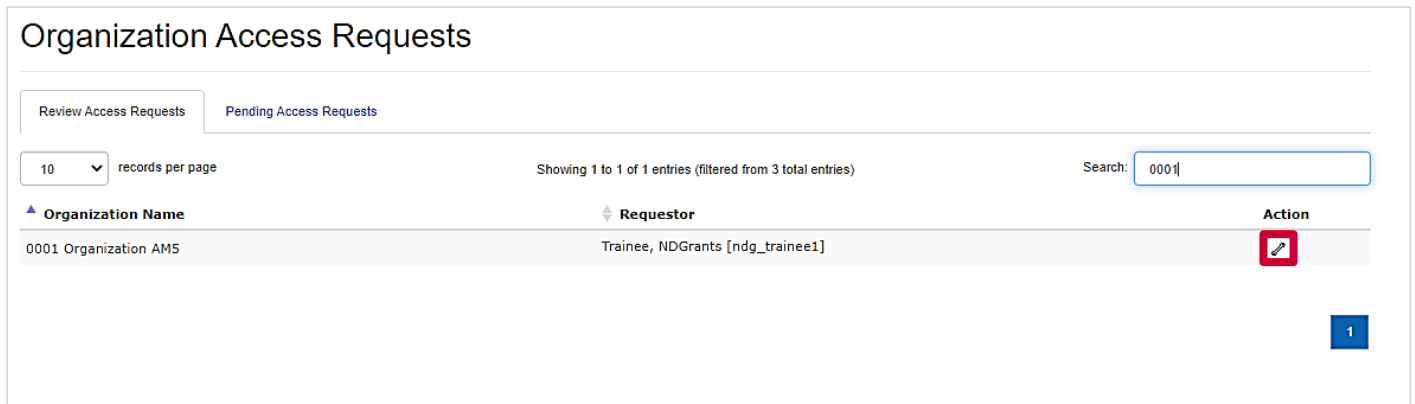 Organization Access Requests
Review Access Requests Pending Access Requests
10 records per page Showing 1 to 1 of 1 entries (filtered from 3 total entries) Search: 0001
Organization Name Requestor Action
0001 Organization AM5 Trainee, NDGrants [ndg_trainee1]
1